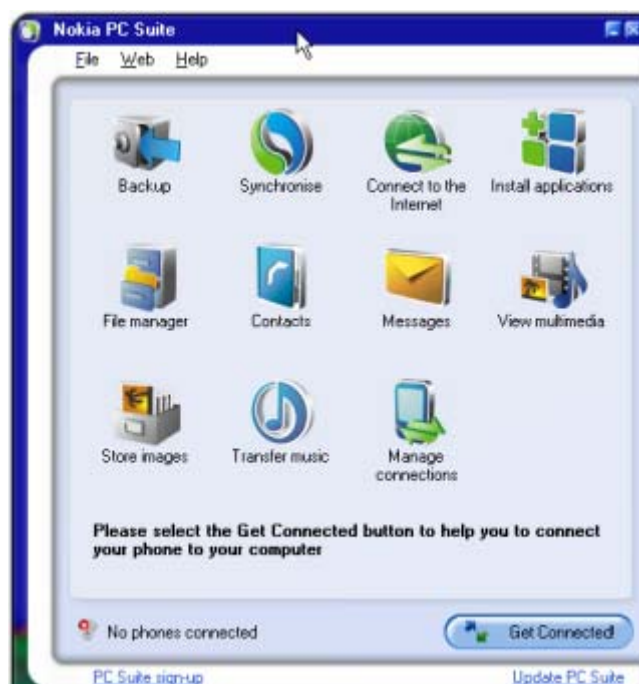 Nokia PC Suite
File Web Help
Backup
Synchronise
Connect to the
Internet
Install applications
File manager
Contacts
Messages
View multimedia
Store images
Transfer music
Manage
connections
Please select the Get Connected button to help you to connect
your phone to your computer
No phones connected
Get Connected!
PC Suite sign-up
Update PC Suite